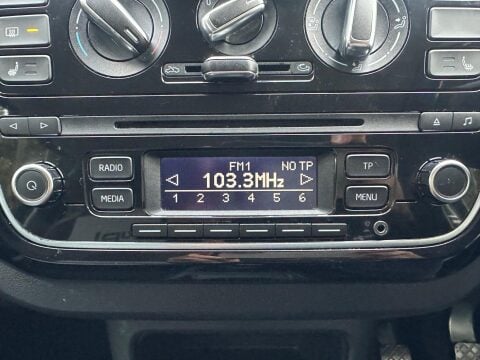 FM1 NO TP
RADIO 103.3MHz TP
MEDIA 1 2 3 4 5 6 MENU